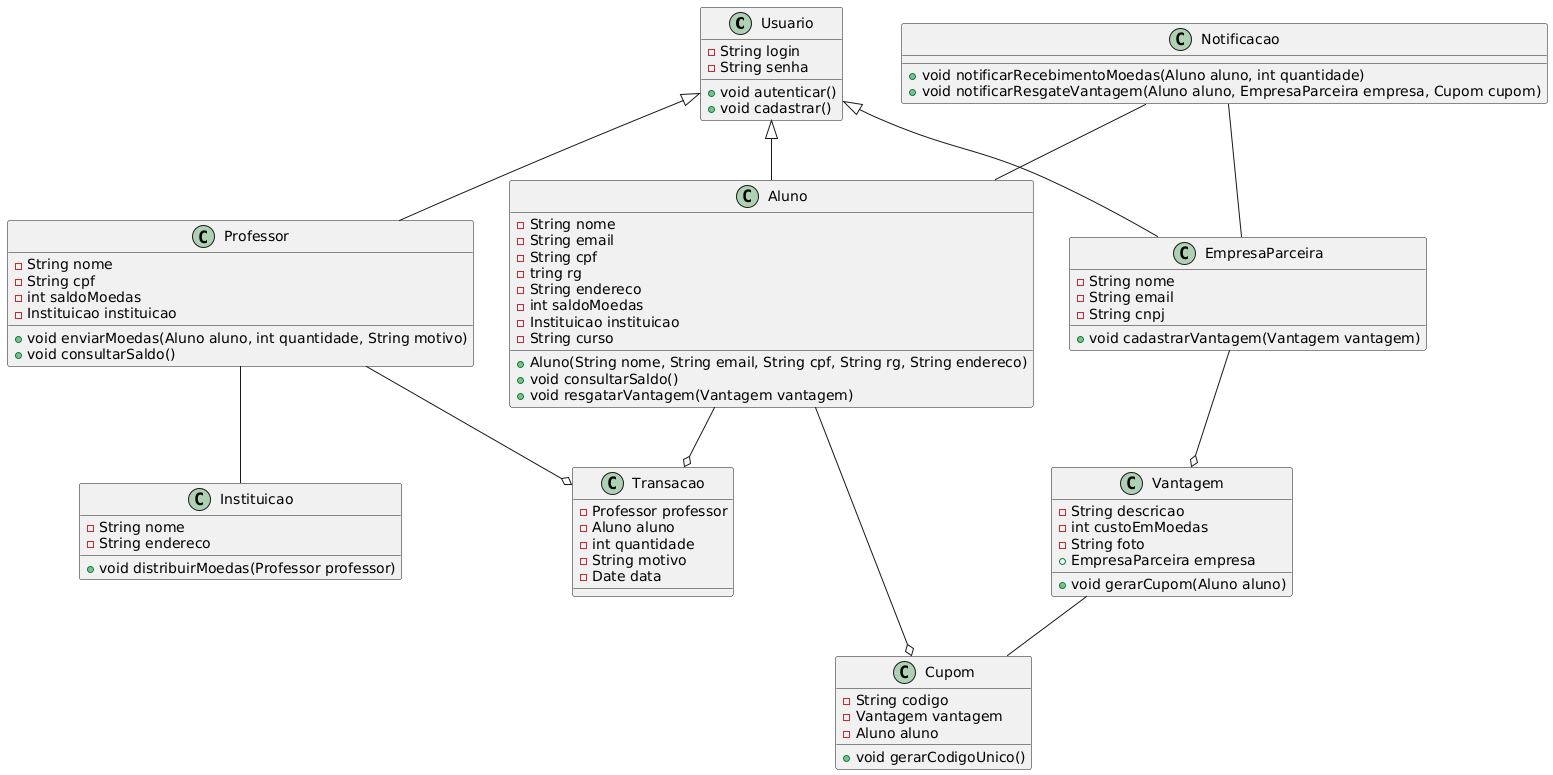 C Usuario
String login
String senha
void autenticar()
void cadastrar()
C Notificacao
void notificarRecebimentoMoedas(Aluno aluno, int quantidade)
void notificarResgateVantagem(Aluno aluno, EmpresaParceira empresa, Cupom cupom)
C Professor
String nome
String cpf
int saldoMoedas
Instituicao instituicao
void enviarMoedas(Aluno aluno, int quantidade, String motivo)
void consultarSaldo()
C Aluno
String nome
String email
String cpf
tring rg
String endereco
int saldoMoedas
Instituicao instituicao
String curso
Aluno(String nome, String email, String cpf, String rg, String endereco)
void consultarSaldo()
void resgatarVantagem(Vantagem vantagem)
C EmpresaParceira
String nome
String email
String cnpj
void cadastrarVantagem(Vantagem vantagem)
C Instituicao
String nome
String endereco
void distribuirMoedas(Professor professor)
C Transacao
Professor professor
Aluno aluno
int quantidade
String motivo
Date data
C Vantagem
String descricao
int custoEmMoedas
String foto
EmpresaParceira empresa
void gerarCupom(Aluno aluno)
C Cupom
String codigo
Vantagem vantagem
Aluno aluno
void gerarCodigoUnico()